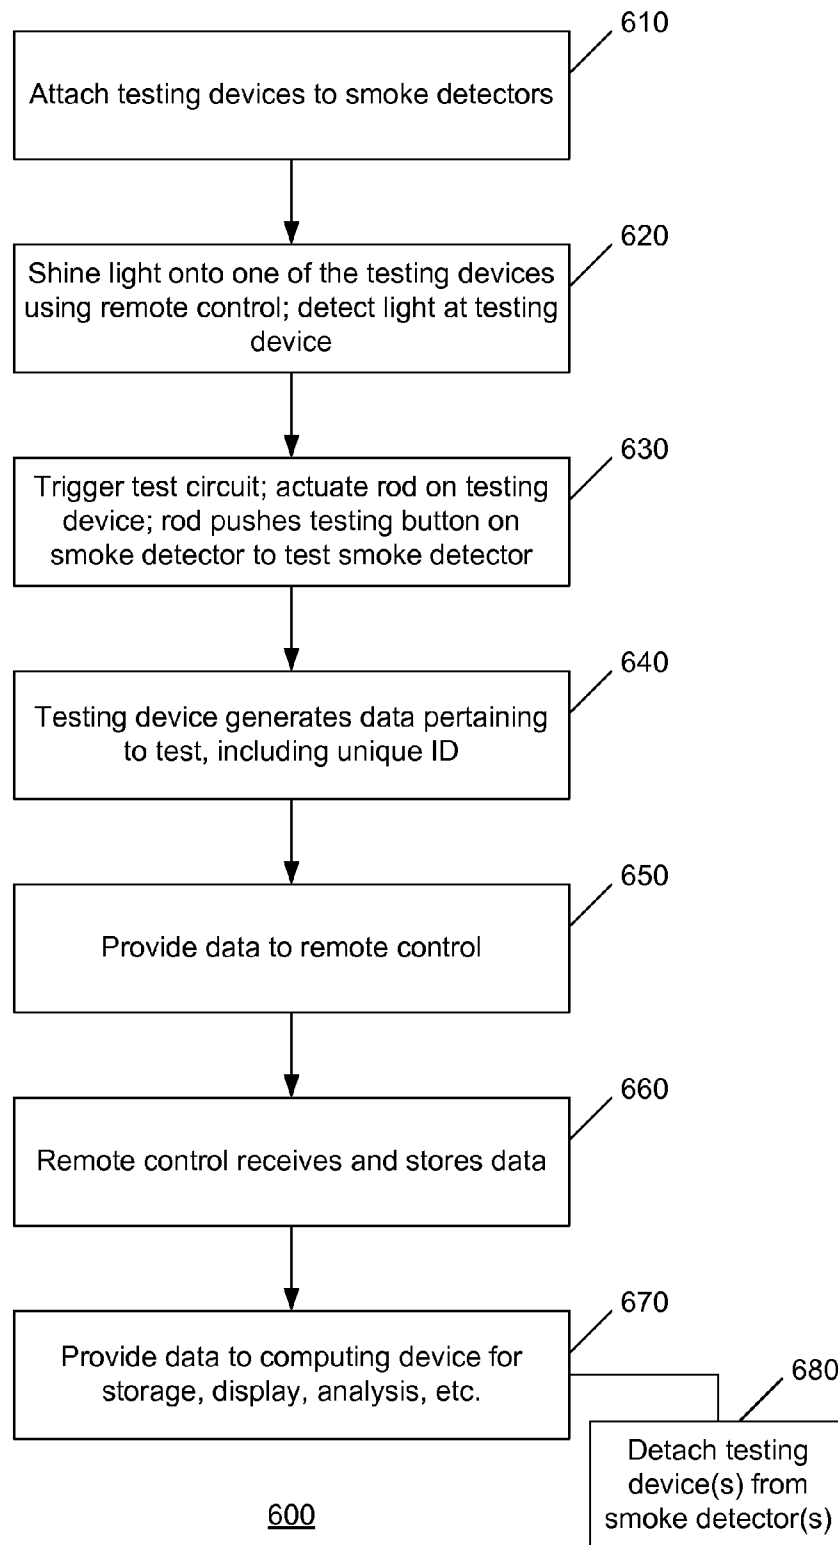 610
Attach testing devices to smoke detectors
620
Shine light onto one of the testing devices
using remote control; detect light at testing
device
630
Trigger test circuit; actuate rod on testing
device; rod pushes testing button on
smoke detector to test smoke detector
640
Testing device generates data pertaining
to test, including unique ID
650
Provide data to remote control
660
Remote control receives and stores data
670
Provide data to computing device for
storage, display, analysis, etc.
680
Detach testing
device(s) from
smoke detector(s)
600